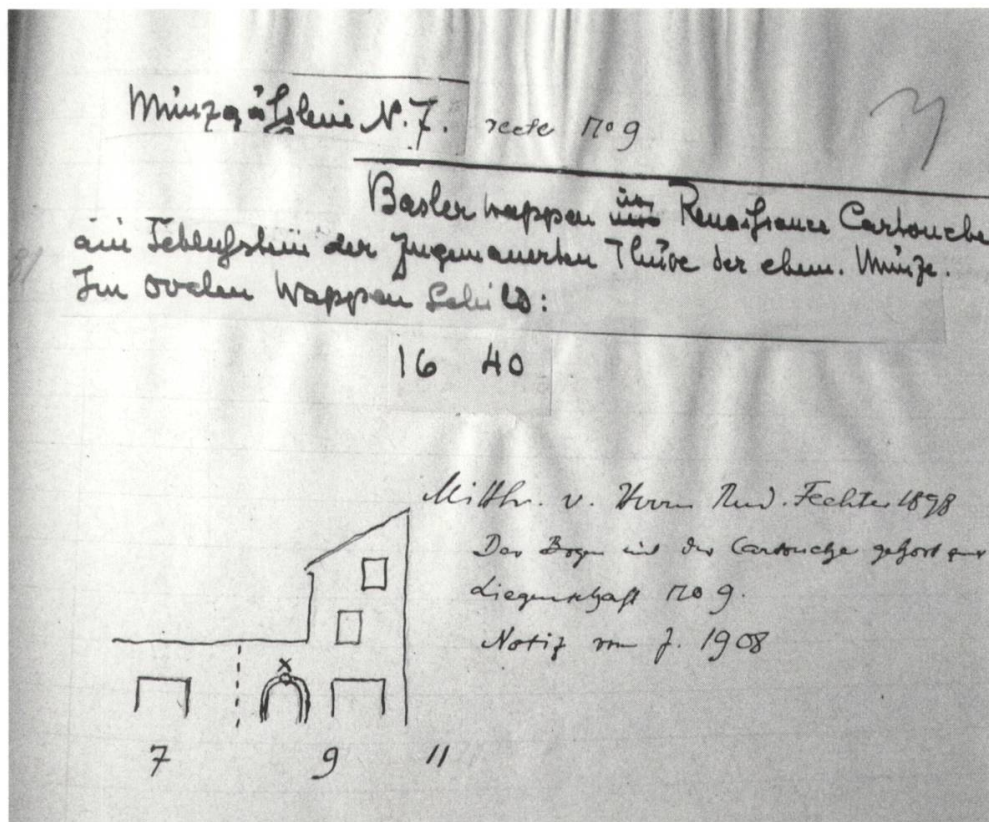 Münzgässlein N. 7. recte No 9
Basler Wappen in Renaissance Cartouche
am Schlussstein der zugemauerten Thüre der ehem. Münze.
Im ovalen Wappen Schild:
16 40
Mitthr. v. Herrn Rud. Fechter 1898
Der Bogen mit der Cartouche gehört zur
Liegenschaft No 9.
Notiz vom J. 1908
x
7 9 11